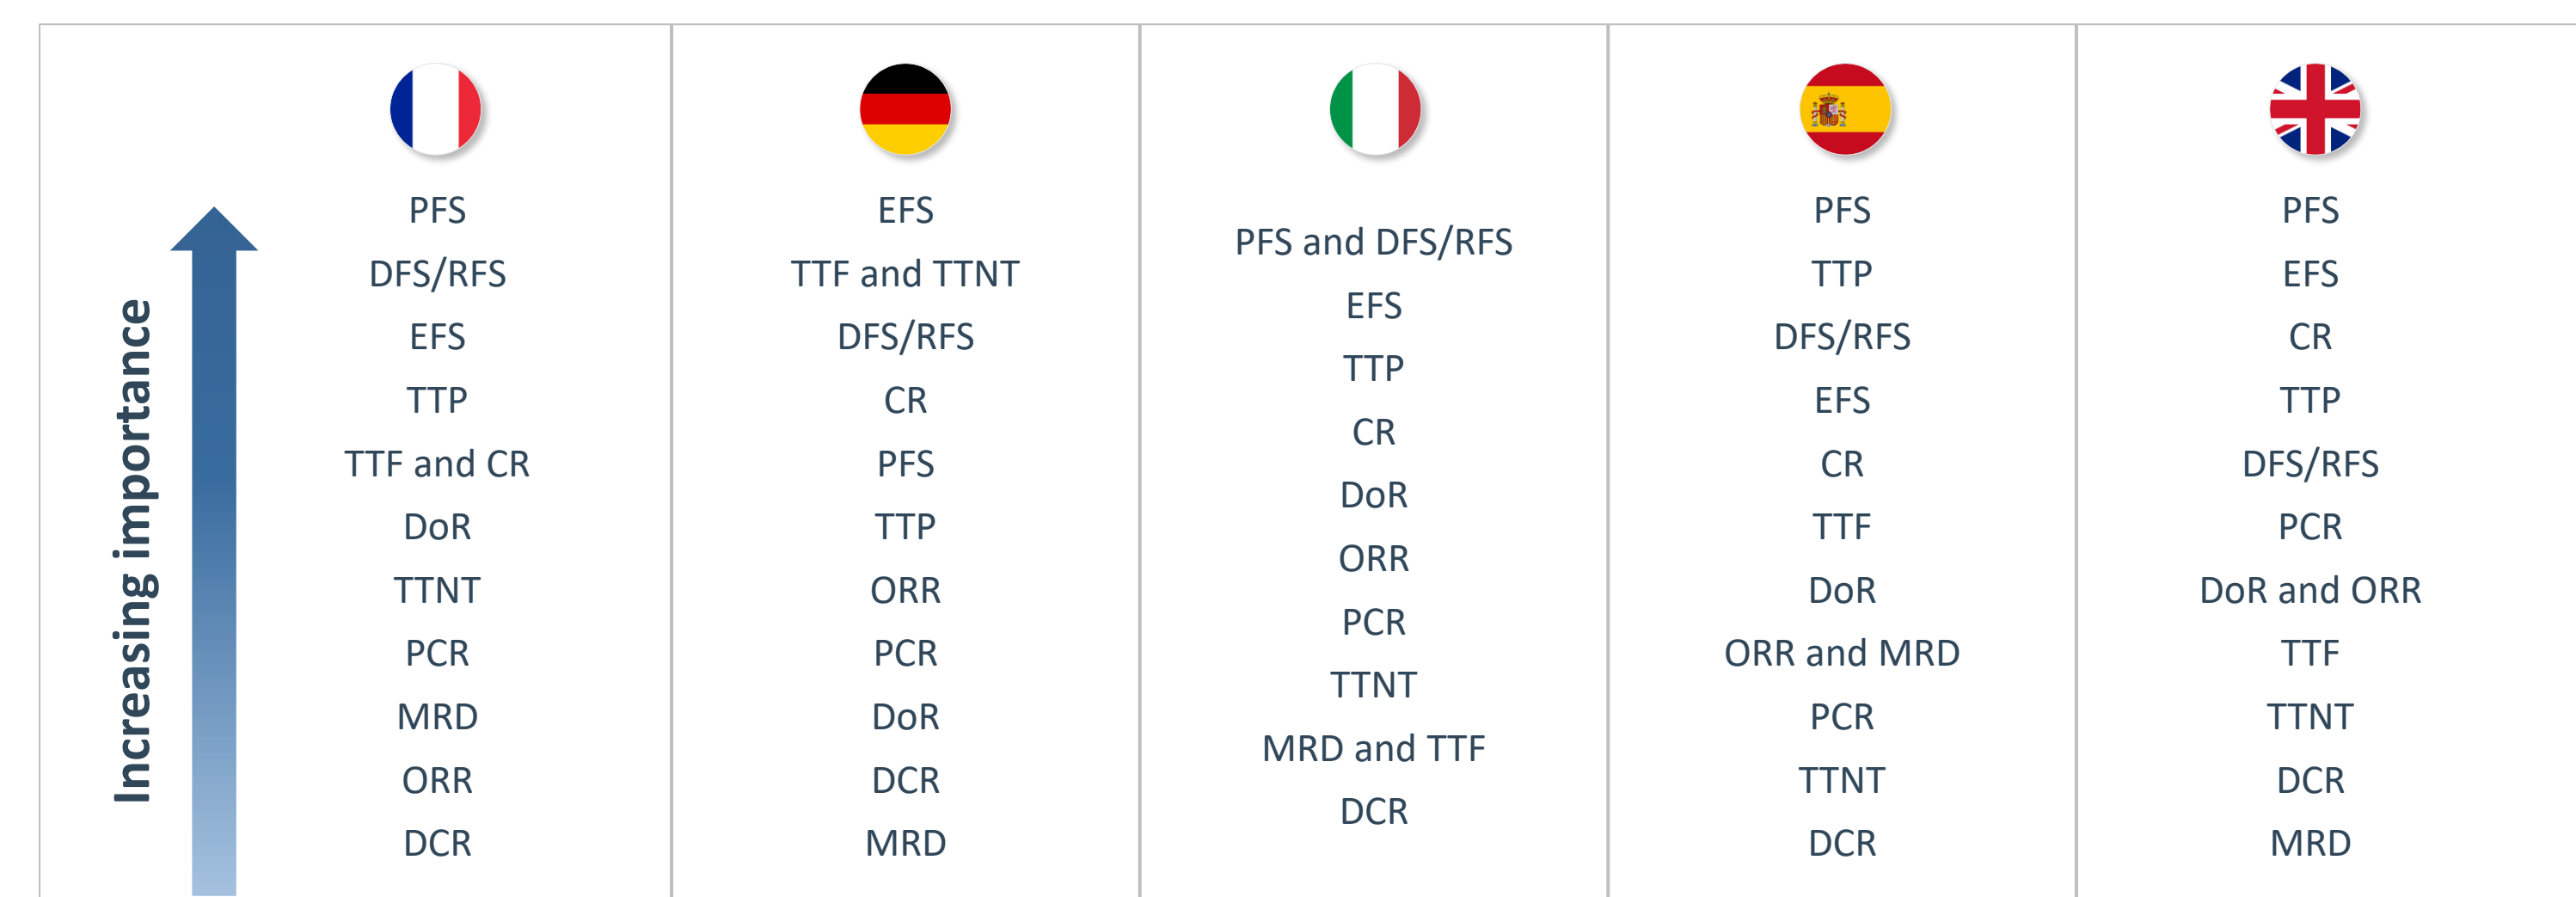 Increasing importance
PFS
DFS/RFS
EFS
TTP
TTF and CR
DoR
TTNT
PCR
MRD
ORR
DCR
EFS
TTF and TTNT
DFS/RFS
CR
PFS
TTP
ORR
PCR
DoR
DCR
MRD
PFS and DFS/RFS
EFS
TTP
CR
DoR
ORR
PCR
TTNT
MRD and TTF
DCR
PFS
TTP
DFS/RFS
EFS
CR
TTF
DoR
ORR and MRD
PCR
TTNT
DCR
PFS
EFS
CR
TTP
DFS/RFS
PCR
DoR and ORR
TTF
TTNT
DCR
MRD